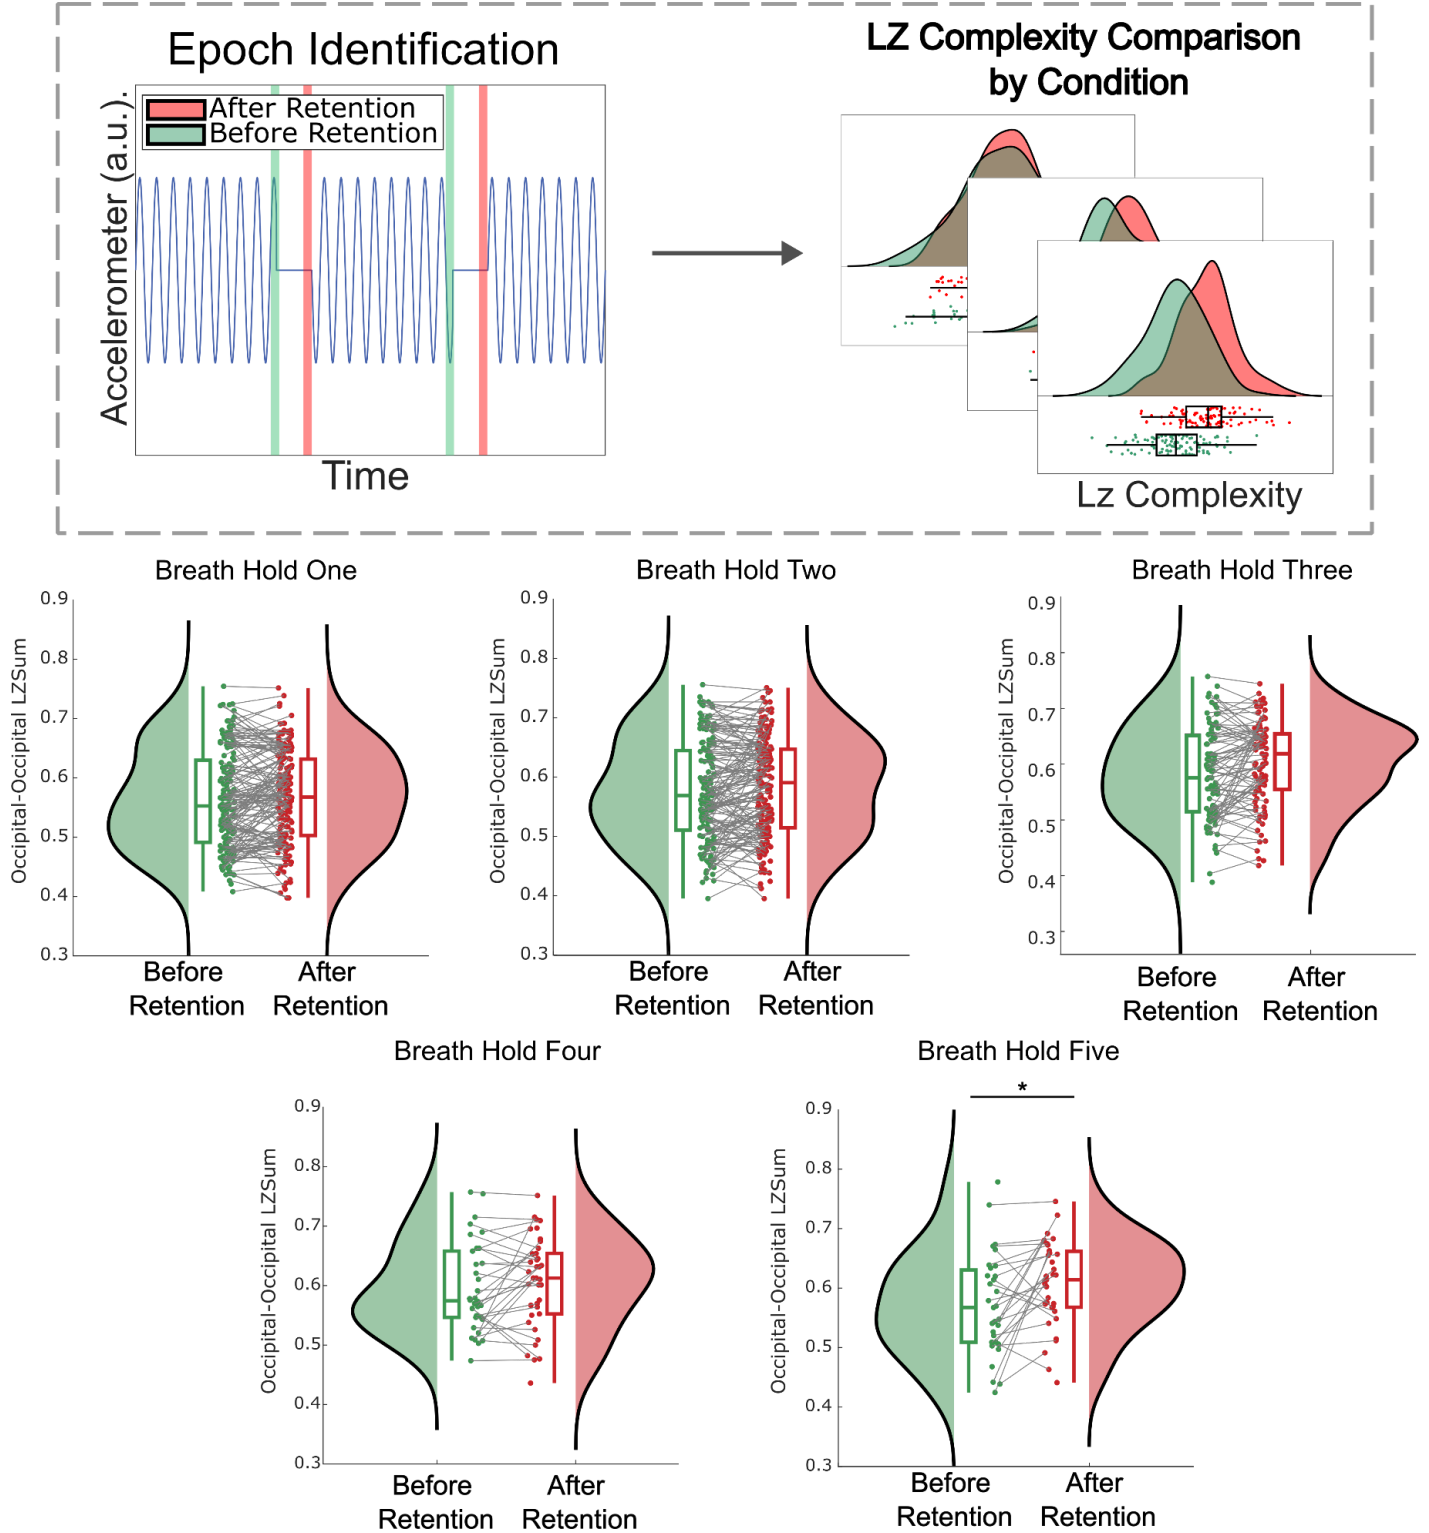 Epoch Identification
LZ Complexity Comparison
by Condition
After Retention
Before Retention
Accelerometer (a.u.).
Time
Lz Complexity
Breath Hold One
Breath Hold Two
Breath Hold Three
Occipital-Occipital LZSum
0.9
0.8
0.7
0.6
0.5
0.4
0.3
Before
Retention
After
Retention
Occipital-Occipital LZSum
0.9
0.8
0.7
0.6
0.5
0.4
0.3
Before
Retention
After
Retention
Occipital-Occipital LZSum
0.9
0.8
0.7
0.6
0.5
0.4
0.3
Before
Retention
After
Retention
Breath Hold Four
Breath Hold Five
Occipital-Occipital LZSum
0.9
0.8
0.7
0.6
0.5
0.4
0.3
Before
Retention
After
Retention
*
Occipital-Occipital LZSum
0.9
0.8
0.7
0.6
0.5
0.4
0.3
Before
Retention
After
Retention